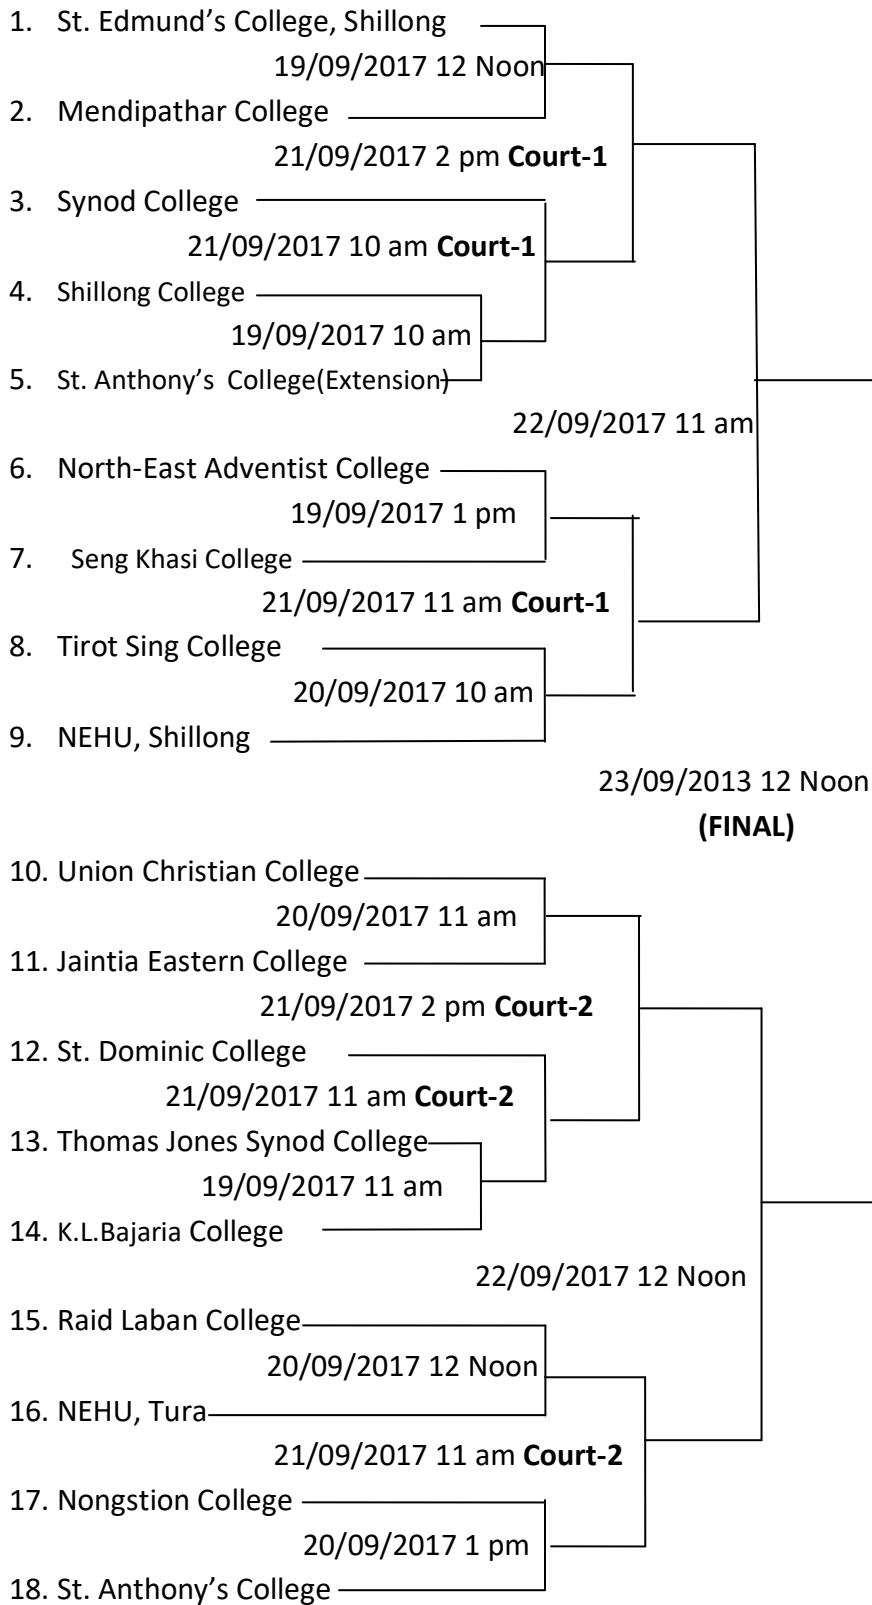 1. St. Edmund’s College, Shillong
19/09/2017 12 Noon
2. Mendipathar College
21/09/2017 2 pm Court-1
3. Synod College
21/09/2017 10 am Court-1
4. Shillong College
19/09/2017 10 am
5. St. Anthony’s College(Extension)
22/09/2017 11 am
6. North-East Adventist College
19/09/2017 1 pm
7. Seng Khasi College
21/09/2017 11 am Court-1
8. Tirot Sing College
20/09/2017 10 am
9. NEHU, Shillong
23/09/2013 12 Noon
(FINAL)
10. Union Christian College
20/09/2017 11 am
11. Jaintia Eastern College
21/09/2017 2 pm Court-2
12. St. Dominic College
21/09/2017 11 am Court-2
13. Thomas Jones Synod College
19/09/2017 11 am
14. K.L.Bajaria College
22/09/2017 12 Noon
15. Raid Laban College
20/09/2017 12 Noon
16. NEHU, Tura
21/09/2017 11 am Court-2
17. Nongstion College
20/09/2017 1 pm
18. St. Anthony’s College